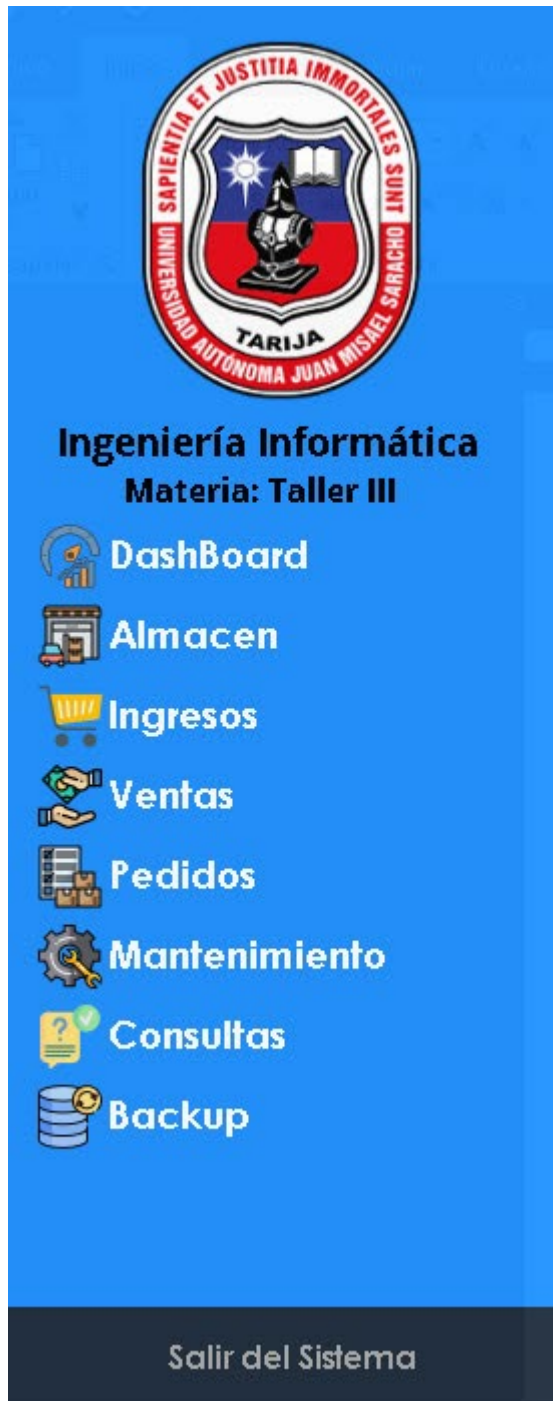 SAPIENTIA ET JUSTITIA IMMORTALES SUNT
UNIVERSIDAD AUTÓNOMA JUAN MISAEL SARACHO
TARIJA
Ingeniería Informática
Materia: Taller III
DashBoard
Almacen
Ingresos
Ventas
Pedidos
Mantenimiento
Consultas
Backup
Salir del Sistema